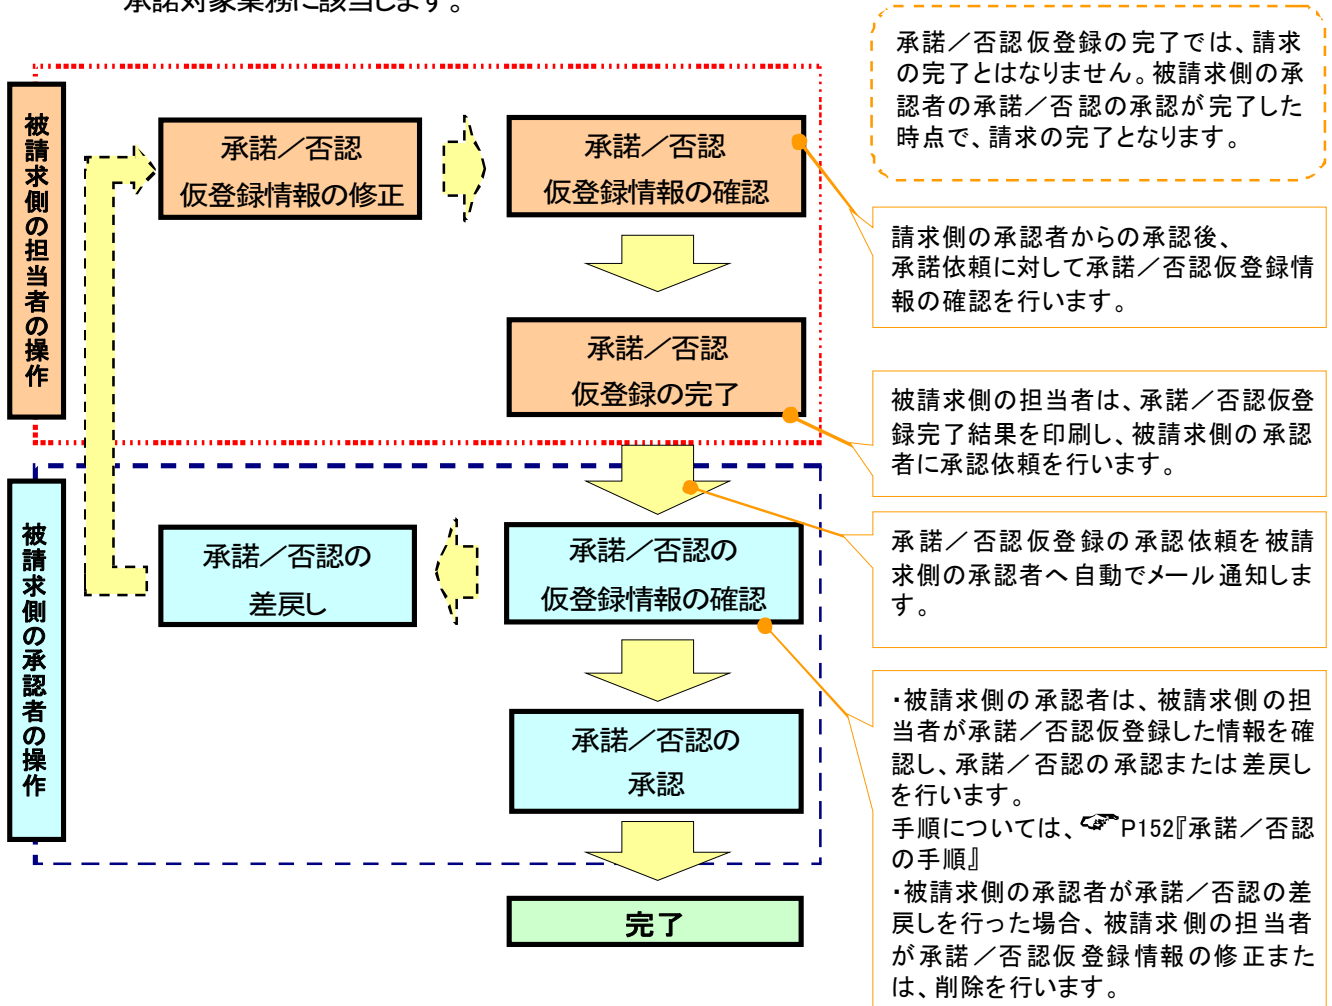 承諾対象業務に該当します。
承諾／否認仮登録の完了では、請求
の完了とはなりません。被請求側の承
認者の承諾／否認の承認が完了した
時点で、請求の完了となります。
被請求側の担当者の操作
承諾／否認
仮登録情報の修正
承諾／否認
仮登録情報の確認
請求側の承認者からの承認後、
承諾依頼に対して承諾／否認仮登録情
報の確認を行います。
承諾／否認
仮登録の完了
被請求側の担当者は、承諾／否認仮登
録完了結果を印刷し、被請求側の承認
者に承認依頼を行います。
被請求側の承認者の操作
承諾／否認の
差戻し
承諾／否認の
仮登録情報の確認
承諾／否認仮登録の承認依頼を被請
求側の承認者へ自動でメール通知しま
す。
承諾／否認の
承認
・被請求側の承認者は、被請求側の担
当者が承諾／否認仮登録した情報を確
認し、承諾／否認の承認または差戻し
を行います。
手順については、☞P152『承諾／否認
の手順』
・被請求側の承認者が承諾／否認の差
戻しを行った場合、被請求側の担当者
が承諾／否認仮登録情報の修正また
は、削除を行います。
完了